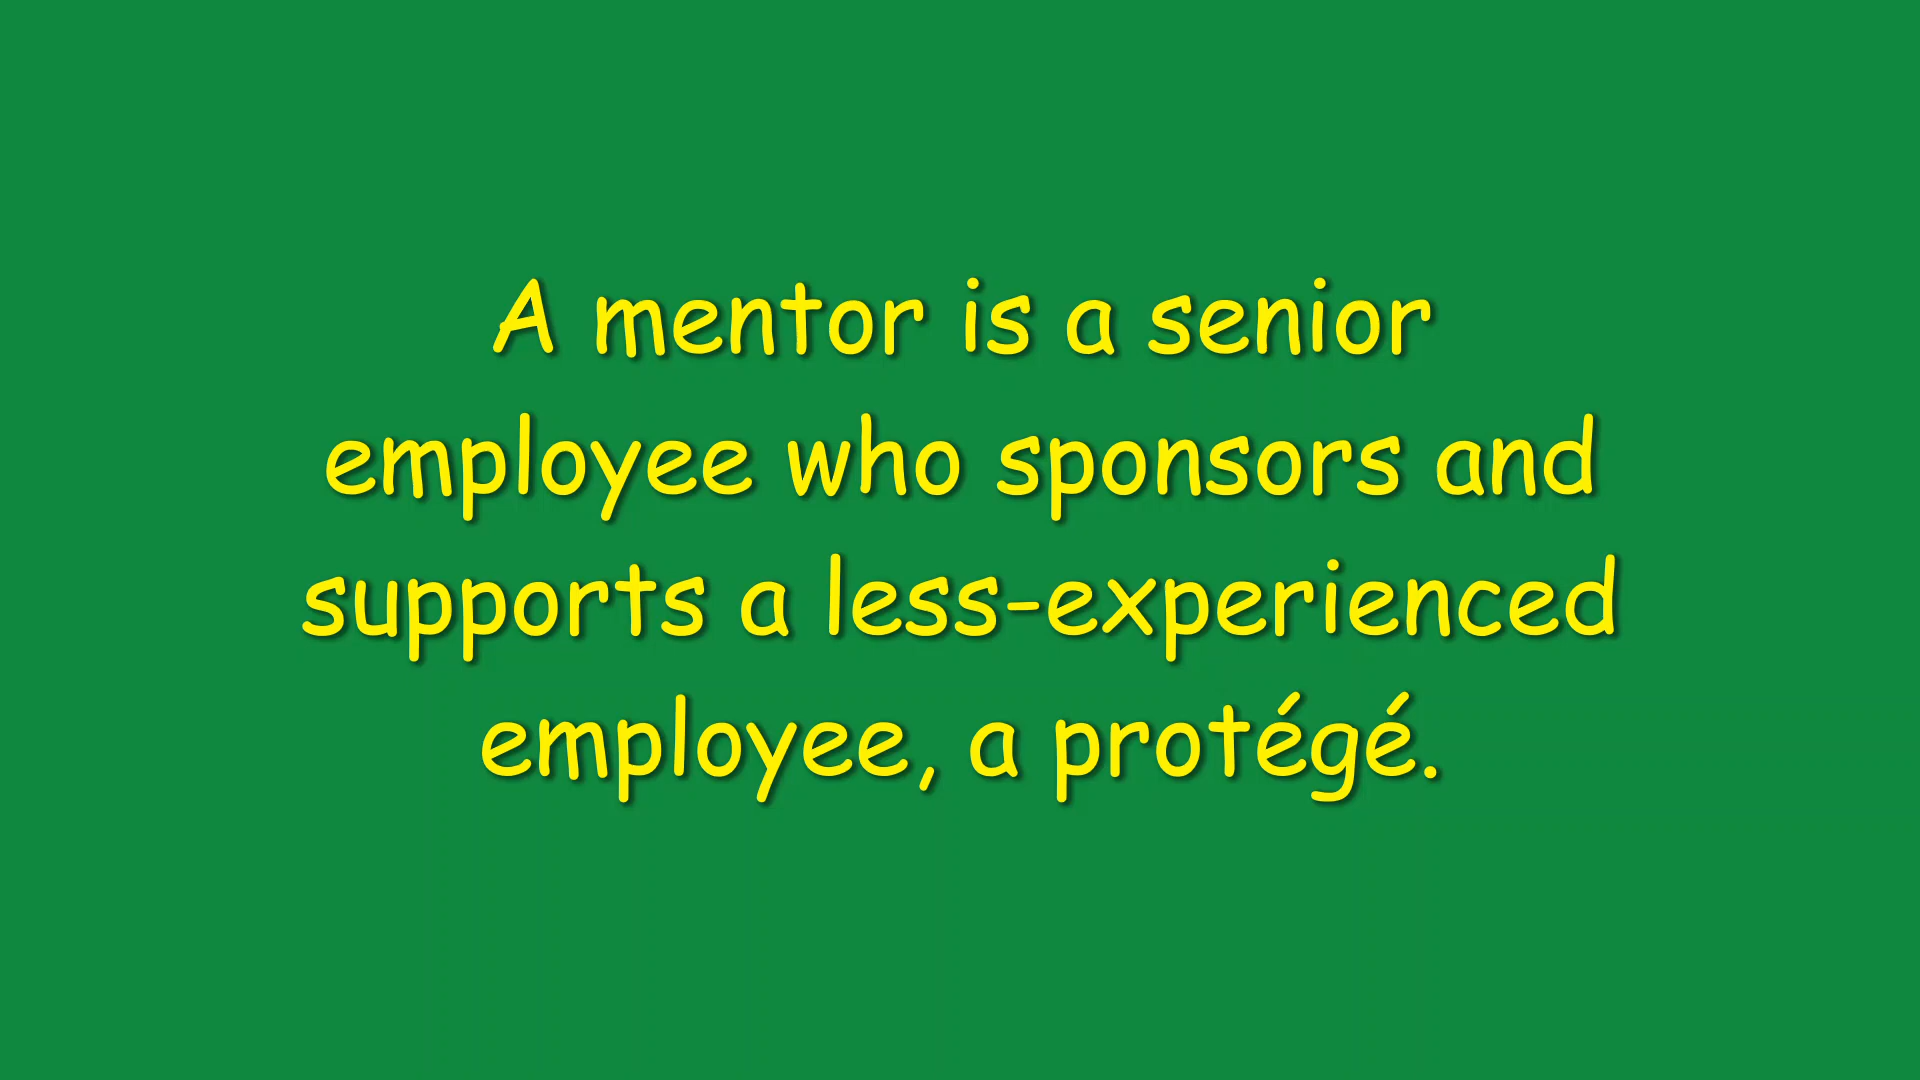 A mentor is a senior
employee who sponsors and
supports a less-experienced
employee, a protégé.